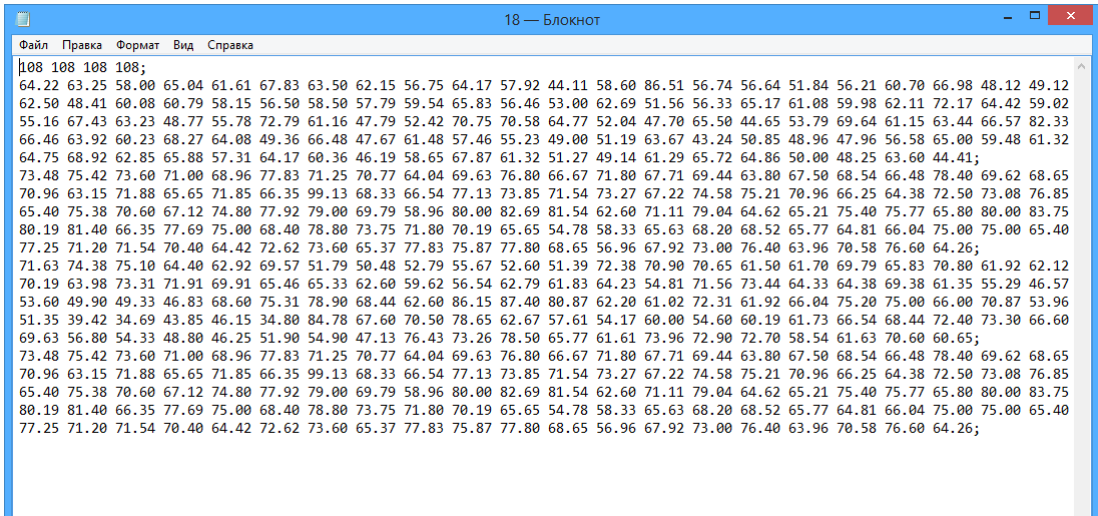 18 — Блокнот
Файл Правка Формат Вид Справка
108 108 108 108;
64.22 63.25 58.00 65.04 61.61 67.83 63.50 62.15 56.75 64.17 57.92 44.11 58.60 86.51 56.74 56.64 51.84 56.21 60.70 66.98 48.12 49.12
62.50 48.41 60.08 60.79 58.15 56.50 58.50 57.79 59.54 65.83 56.46 53.00 62.69 51.56 56.33 65.17 61.08 59.98 62.11 72.17 64.42 59.02
55.16 67.43 63.23 48.77 55.78 72.79 61.16 47.79 52.42 70.75 70.58 64.77 52.04 47.70 65.50 44.65 53.79 69.64 61.15 63.44 66.57 82.33
66.46 63.92 60.23 68.27 64.08 49.36 66.48 47.67 61.48 57.46 55.23 49.00 51.19 63.67 43.24 50.85 48.96 47.96 56.58 65.00 59.48 61.32
64.75 68.92 62.85 65.88 57.31 64.17 60.36 46.19 58.65 67.87 61.32 51.27 49.14 61.29 65.72 64.86 50.00 48.25 63.60 44.41;
73.48 75.42 73.60 71.00 68.96 77.83 71.25 70.77 64.04 69.63 76.80 66.67 71.80 67.71 69.44 63.80 67.50 68.54 66.48 78.40 69.62 68.65
70.96 63.15 71.88 65.65 71.85 66.35 99.13 68.33 66.54 77.13 73.85 71.54 73.27 67.22 74.58 75.21 70.96 66.25 64.38 72.50 73.08 76.85
65.40 75.38 70.60 67.12 74.80 77.92 79.00 69.79 58.96 80.00 82.69 81.54 62.60 71.11 79.04 64.62 65.21 75.40 75.77 65.80 80.00 83.75
80.19 81.40 66.35 77.69 75.00 68.40 78.80 73.75 71.80 70.19 65.65 54.78 58.33 65.63 68.20 68.52 65.77 64.81 66.04 75.00 75.00 65.40
77.25 71.20 71.54 70.40 64.42 72.62 73.60 65.37 77.83 75.87 77.80 68.65 56.96 67.92 73.00 76.40 63.96 70.58 76.60 64.26;
71.63 74.38 75.10 64.40 62.92 69.57 51.79 50.48 52.79 55.67 52.60 51.39 72.38 70.90 70.65 61.50 61.70 69.79 65.83 70.80 61.92 62.12
70.19 63.98 73.31 71.91 69.91 65.46 65.33 62.60 59.62 56.54 62.79 61.83 64.23 54.81 71.56 73.44 64.33 64.38 69.38 61.35 55.29 46.57
53.60 49.90 49.33 46.83 68.60 75.31 78.90 68.44 62.60 86.15 87.40 80.87 62.20 61.02 72.31 61.92 66.04 75.20 75.00 66.00 70.87 53.96
51.35 39.42 34.69 43.85 46.15 34.80 84.78 67.60 70.50 78.65 62.67 57.61 54.17 60.00 54.60 60.19 61.73 66.54 68.44 72.40 73.30 66.60
69.63 56.80 54.33 48.80 46.25 51.90 54.90 47.13 76.43 73.26 78.50 65.77 61.61 73.96 72.90 72.70 58.54 61.63 70.60 60.65;
73.48 75.42 73.60 71.00 68.96 77.83 71.25 70.77 64.04 69.63 76.80 66.67 71.80 67.71 69.44 63.80 67.50 68.54 66.48 78.40 69.62 68.65
70.96 63.15 71.88 65.65 71.85 66.35 99.13 68.33 66.54 77.13 73.85 71.54 73.27 67.22 74.58 75.21 70.96 66.25 64.38 72.50 73.08 76.85
65.40 75.38 70.60 67.12 74.80 77.92 79.00 69.79 58.96 80.00 82.69 81.54 62.60 71.11 79.04 64.62 65.21 75.40 75.77 65.80 80.00 83.75
80.19 81.40 66.35 77.69 75.00 68.40 78.80 73.75 71.80 70.19 65.65 54.78 58.33 65.63 68.20 68.52 65.77 64.81 66.04 75.00 75.00 65.40
77.25 71.20 71.54 70.40 64.42 72.62 73.60 65.37 77.83 75.87 77.80 68.65 56.96 67.92 73.00 76.40 63.96 70.58 76.60 64.26;